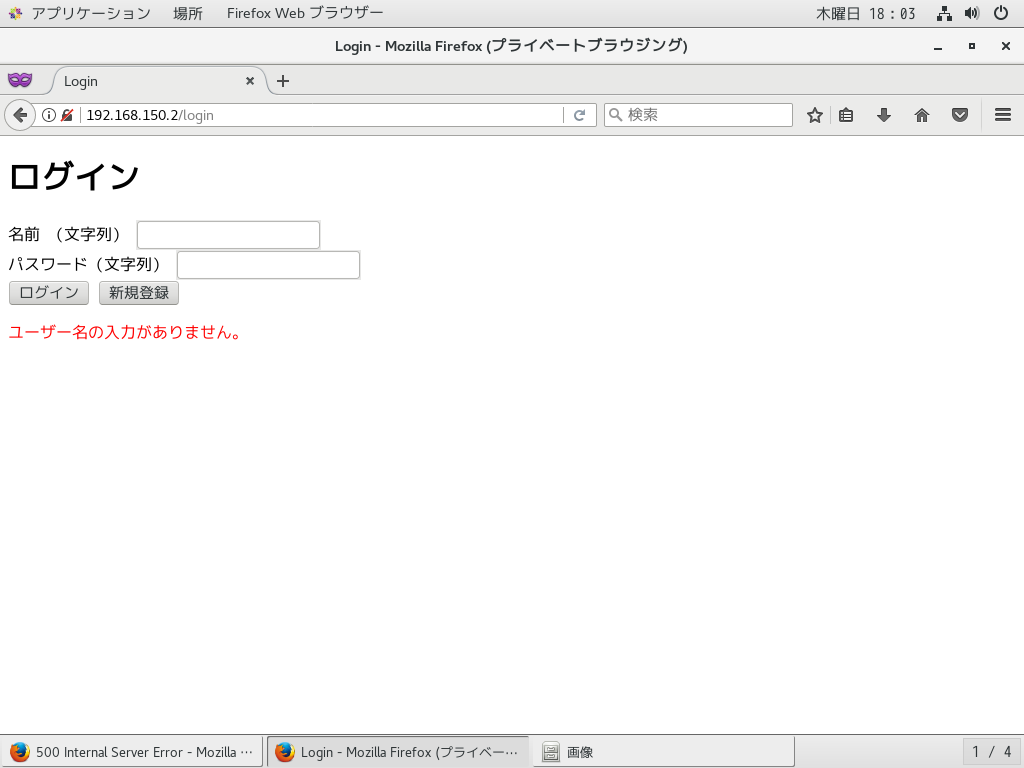 アプリケーション 場所 Firefox Web ブラウザー 木曜日 18：03
Login - Mozilla Firefox (プライベートブラウジング)
Login
192.168.150.2/login 検索
ログイン
名前 （文字列）
パスワード（文字列）
ログイン 新規登録
ユーザー名の入力がありません。
500 Internal Server Error - Mozilla … Login - Mozilla Firefox (プライベー… 画像 1 / 4